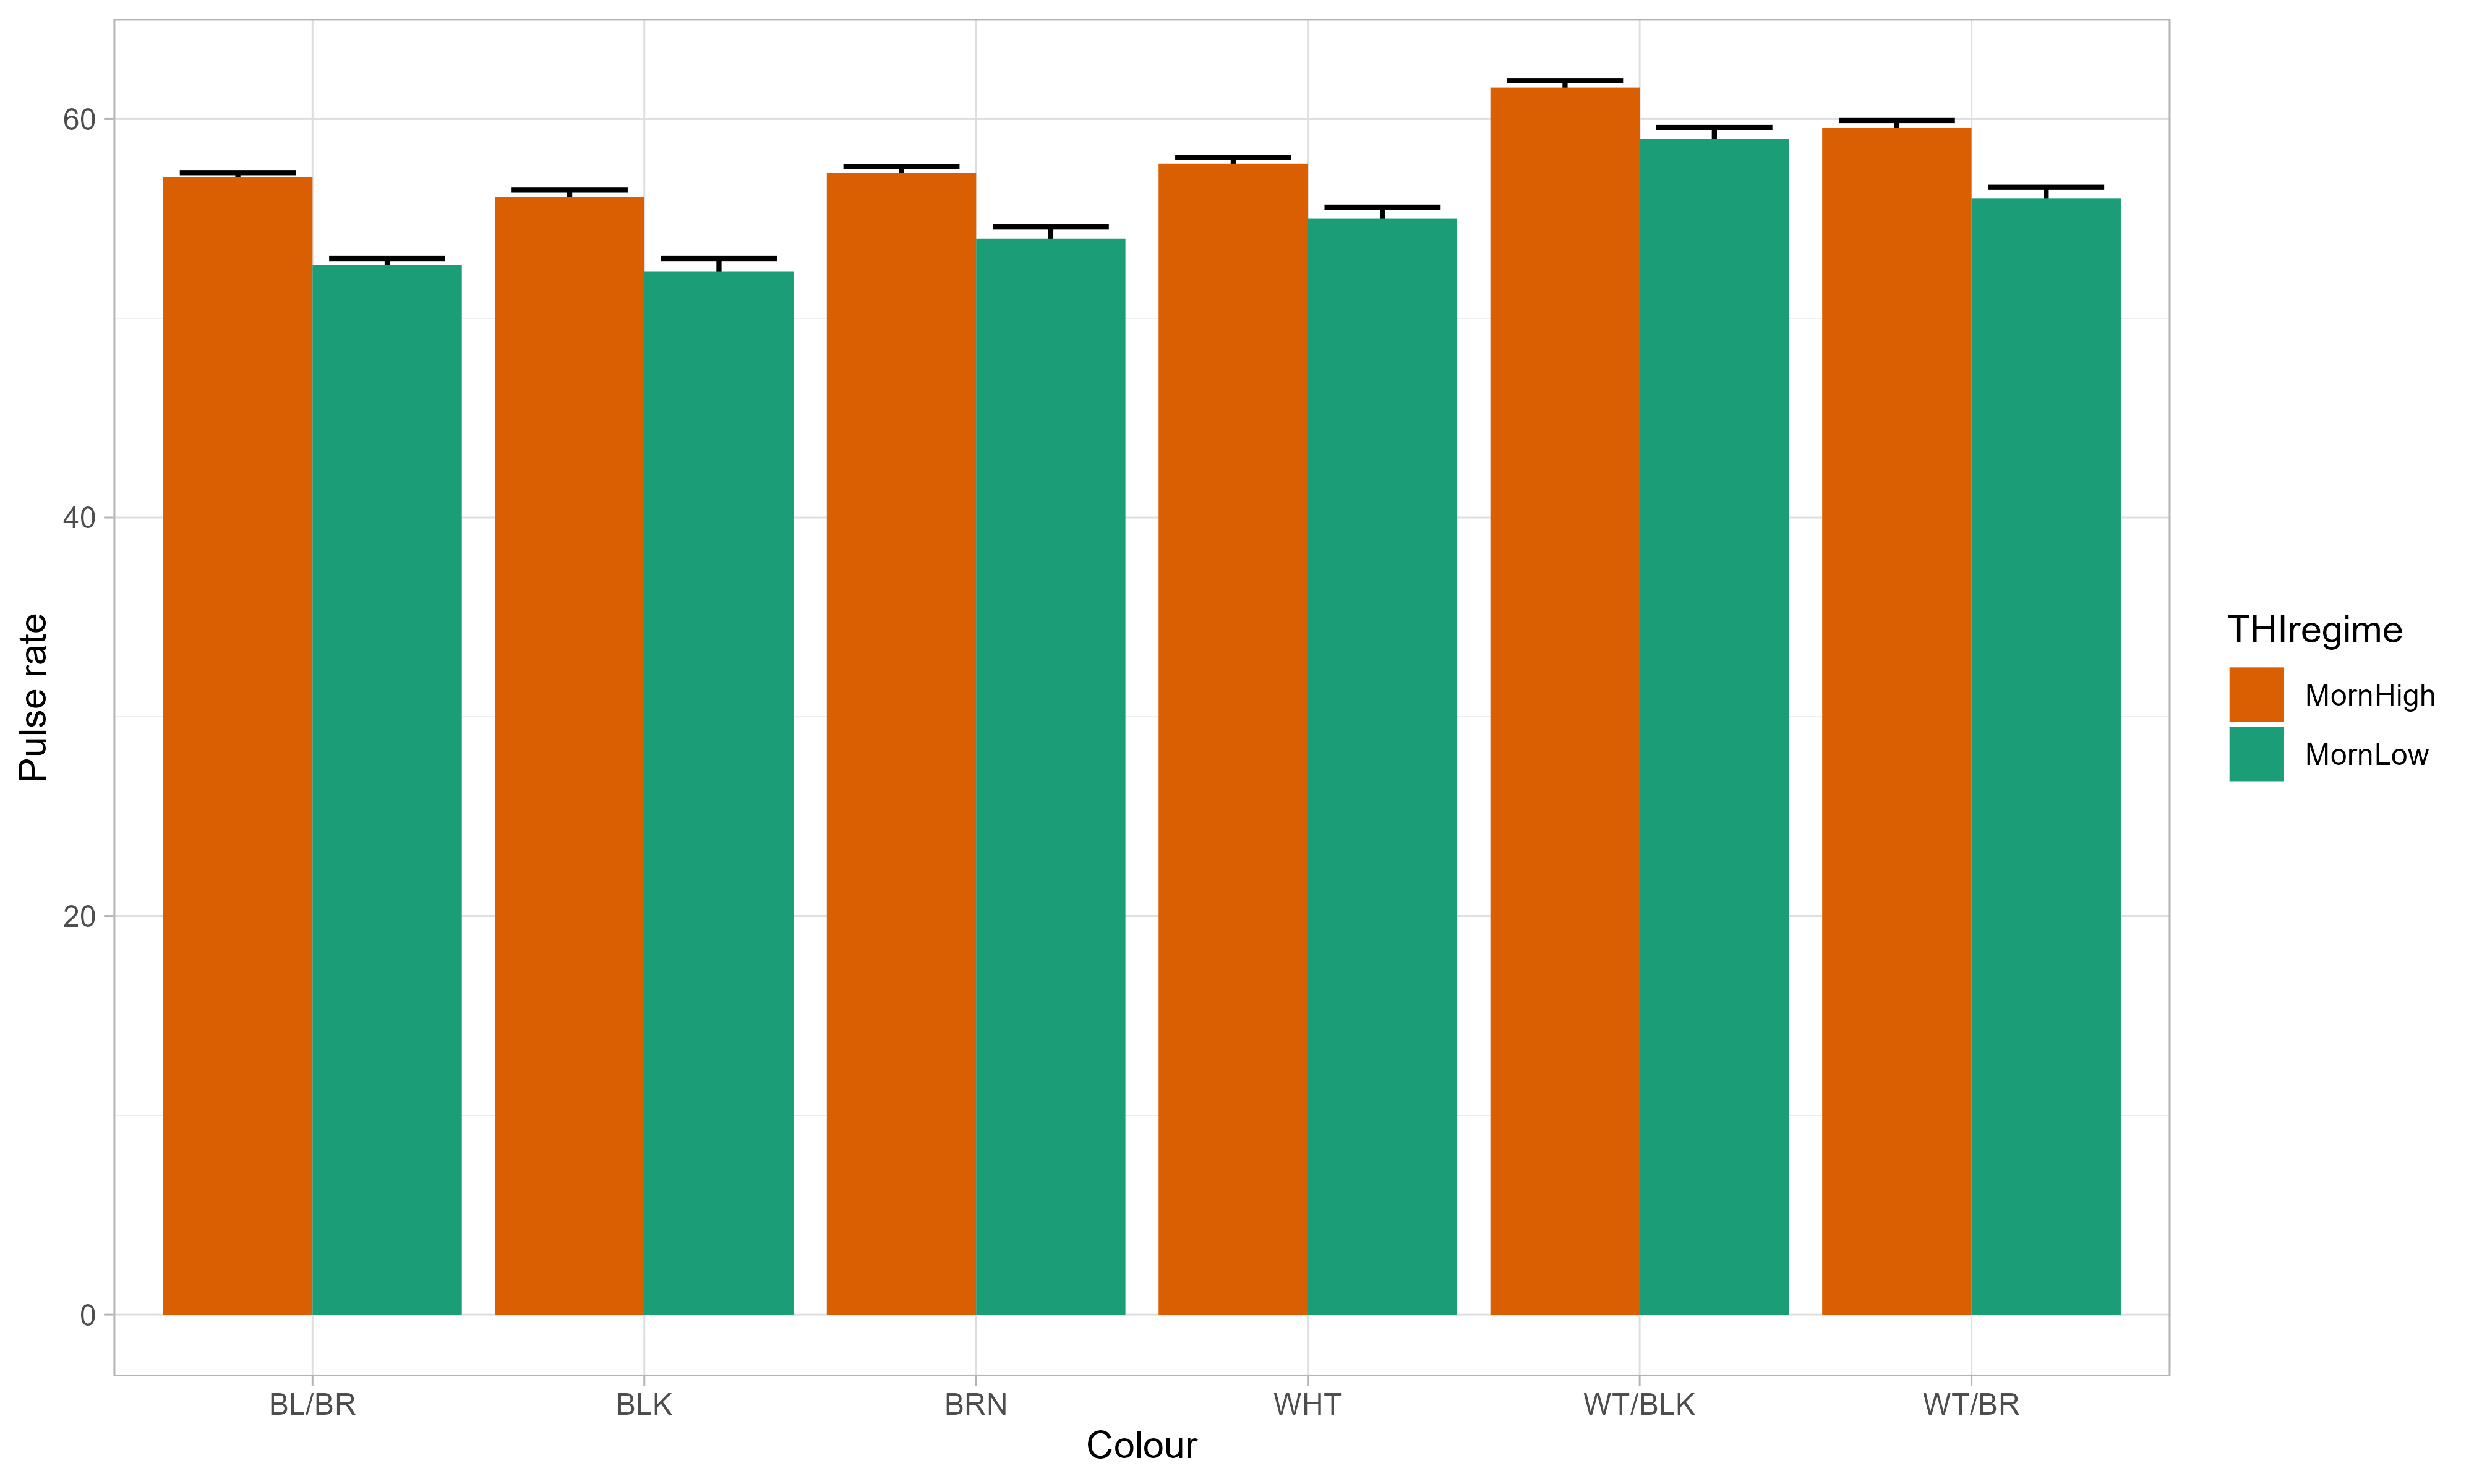 60
40
20
0
Pulse rate
BL/BR
BLK
BRN
WHT
WT/BLK
WT/BR
Colour
THIregime
MornHigh
MornLow